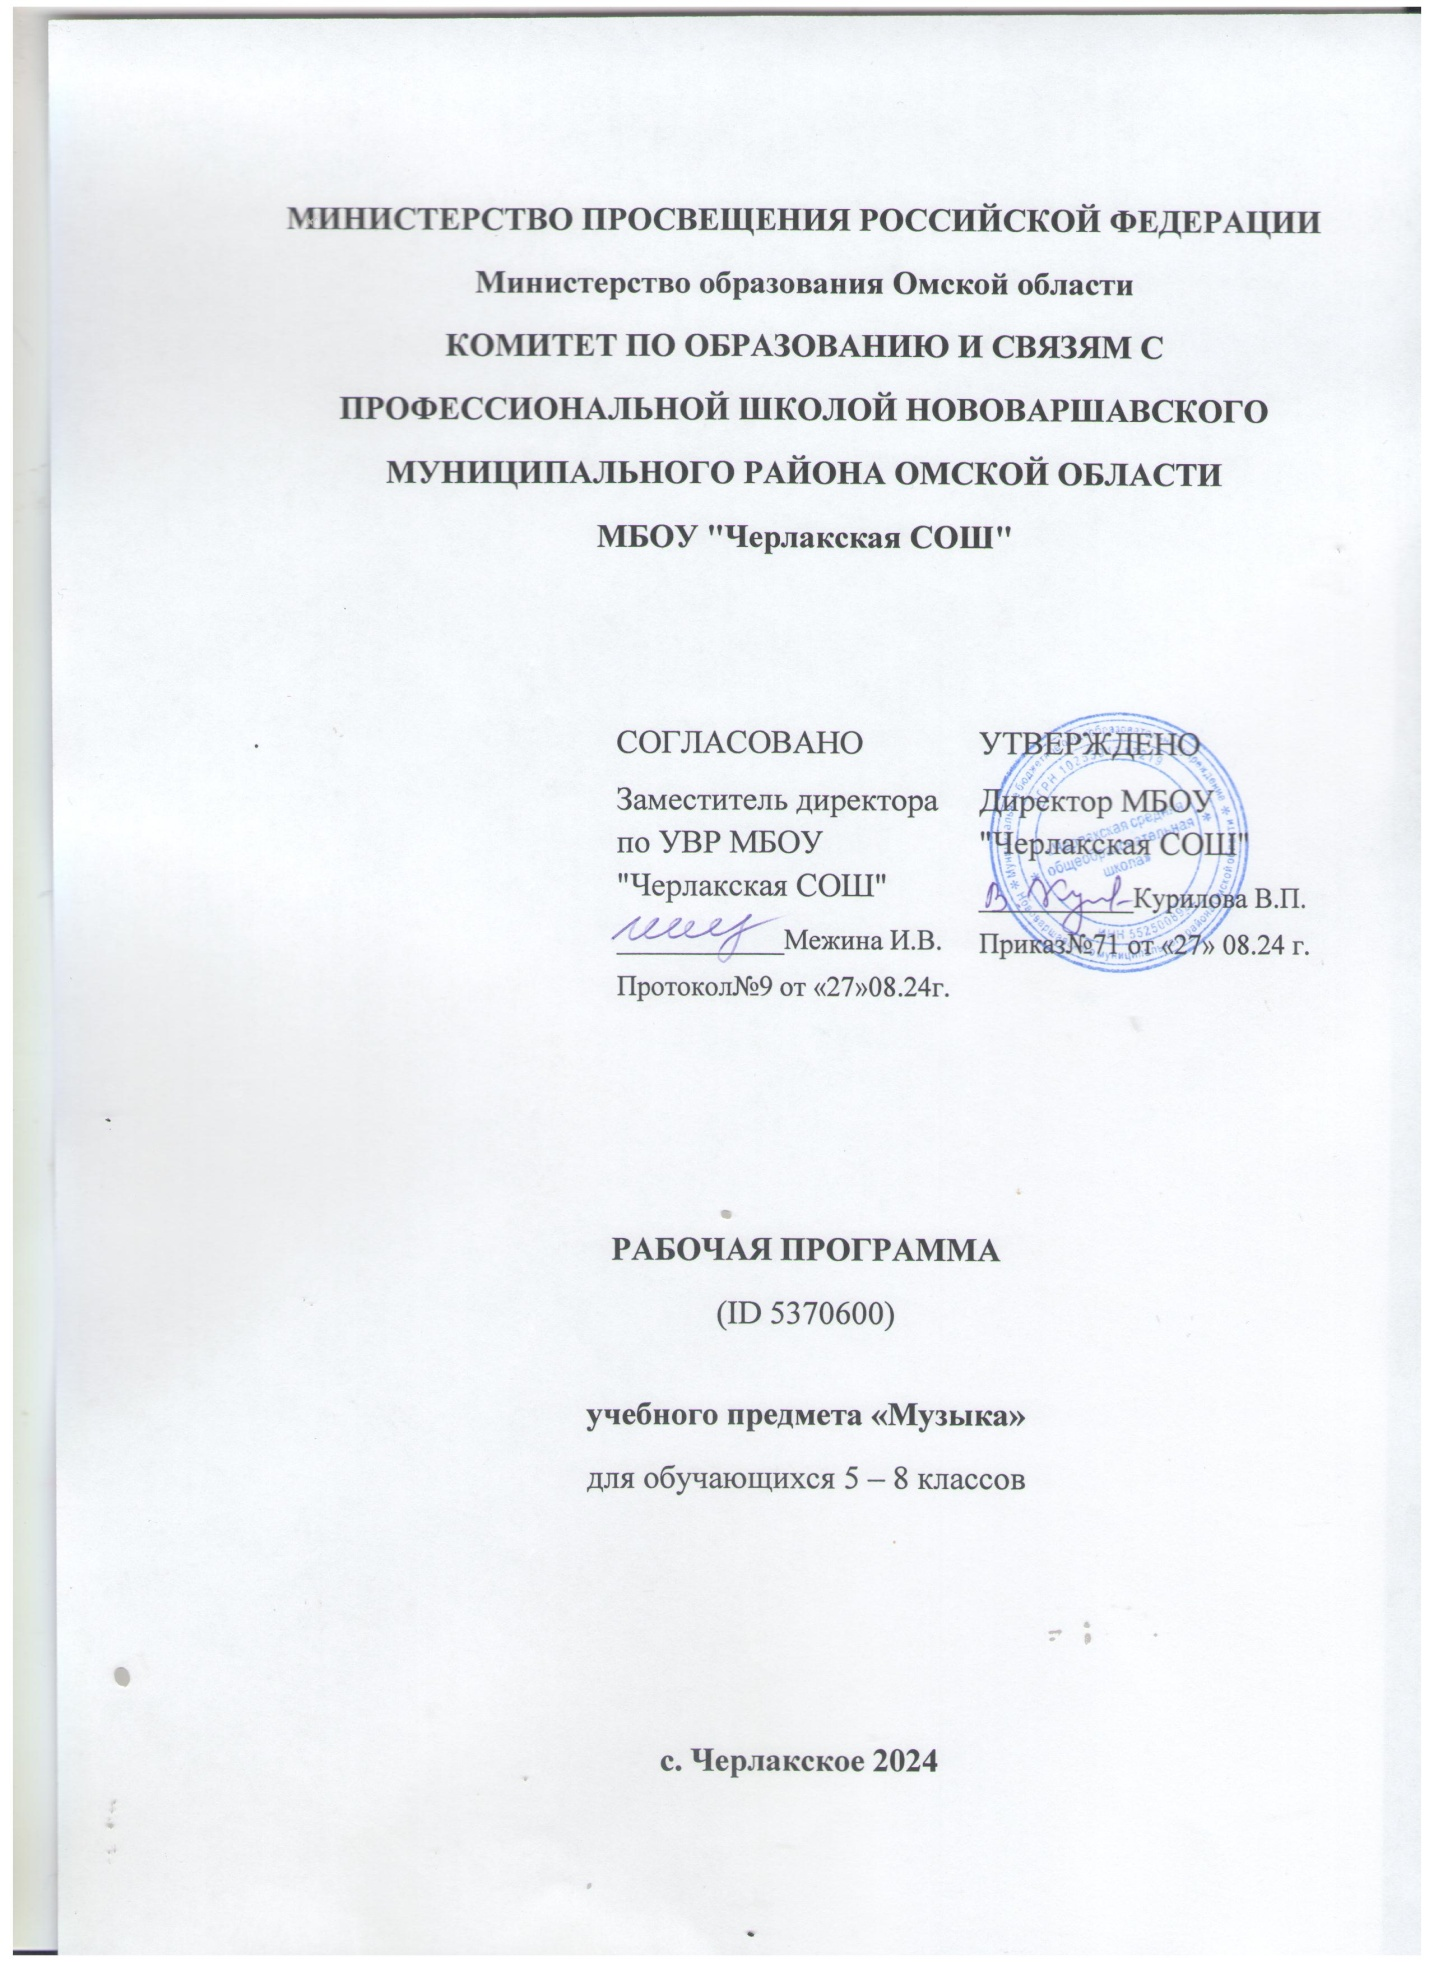 МИНИСТЕРСТВО ПРОСВЕЩЕНИЯ РОССИЙСКОЙ ФЕДЕРАЦИИ
Министерство образования Омской области
КОМИТЕТ ПО ОБРАЗОВАНИЮ И СВЯЗЯМ С
ПРОФЕССИОНАЛЬНОЙ ШКОЛОЙ НОВОВАРШАВСКОГО
МУНИЦИПАЛЬНОГО РАЙОНА ОМСКОЙ ОБЛАСТИ
МБОУ "Черлакская СОШ"
СОГЛАСОВАНО
Заместитель директора
по УВР МБОУ
"Черлакская СОШ"
Межина И.В.
Протокол№9 от «27»08.24г.
УТВЕРЖДЕНО
Директор МБОУ
"Черлакская СОШ"
Курилова В.П.
Приказ№71 от «27» 08.24 г.
школа»
РАБОЧАЯ ПРОГРАММА
(ID 5370600)
учебного предмета «Музыка»
для обучающихся 5 – 8 классов
с. Черлакское 2024